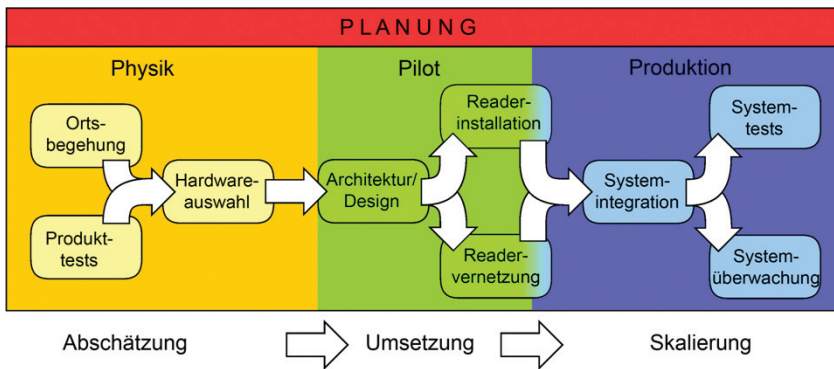 PLANUNG
Physik
Pilot
Produktion
Orts-
begehung
Produkt-
tests
Hardware-
auswahl
Architektur/
Design
Reader-
installation
Reader-
vernetzung
System-
integration
System-
tests
System-
überwachung
Abschätzung
Umsetzung
Skalierung